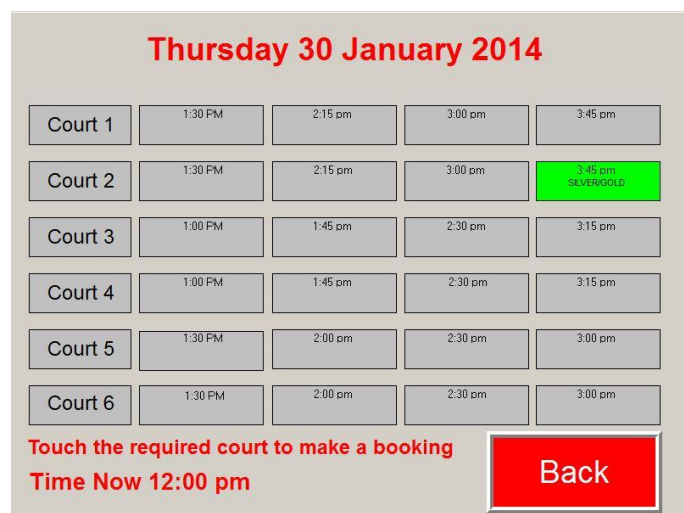 Thursday 30 January 2014
Court 1 1:30 PM 2:15 pm 3:00 pm 3:45 pm
Court 2 1:30 PM 2:15 pm 3:00 pm 3:45 pm
SILVER/GOLD
Court 3 1:00 PM 1:45 pm 2:30 pm 3:15 pm
Court 4 1:00 PM 1:45 pm 2:30 pm 3:15 pm
Court 5 1:30 PM 2:00 pm 2:30 pm 3:00 pm
Court 6 1:30 PM 2:00 pm 2:30 pm 3:00 pm
Touch the required court to make a booking
Time Now 12:00 pm
Back